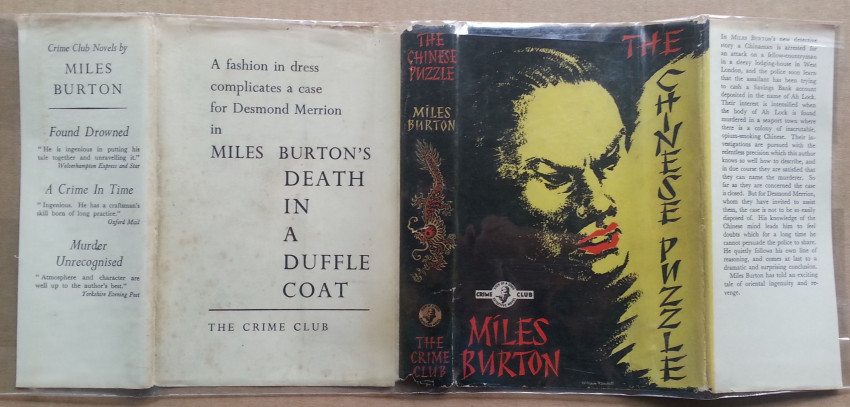 Crime Club Novels by
MILES
BURTON
Found Drowned
"He is ingenious in putting his
tale together and unravelling it."
Wolverhampton Express and Star
A Crime In Time
"Ingenious. He has a craftsman's
skill born of long practice."
Oxford Mail
Murder
Unrecognised
"Atmosphere and character are
well up to the author's best."
Yorkshire Evening Post
A fashion in dress
complicates a case
for Desmond Merrion
in
MILES BURTON'S
DEATH
IN
A
DUFFLE
COAT
THE CRIME CLUB
THE
CHINESE
PUZZLE
MILES
BURTON
THE
CRIME
CLUB
THE
CHINESE PUZZLE
CRIME CLUB
MILES
BURTON
In MILES BURTON'S new detective
story a Chinaman is accused for
an attack on a fellow-countryman
in a sleazy lodging-house in West
London, and the police soon learn
that the assailant has been trying
to cash a Savings Bank account
deposited in the name of Ah Lock.
Their interest is intensified when
the body of Ah Lock is found
murdered in a seaport town where
there is a colony of inscrutable,
opium-smoking Chinese. Their in-
vestigations are pursued with the
relentless precision which this author
knows so well how to describe, and
in due course they are satisfied that
they can name the murderer. So
far as they are concerned the case
is closed. But for Desmond Merrion,
whom they have invited to assist
them, the case is not to be so easily
disposed of. His knowledge of the
Chinese mind leads him to feel
doubts which for a long time he
cannot persuade the police to share.
He quietly follows his own line of
reasoning, and comes at last to a
dramatic and surprising conclusion.
Miles Burton has told an exciting
tale of oriental ingenuity and re-
venge.